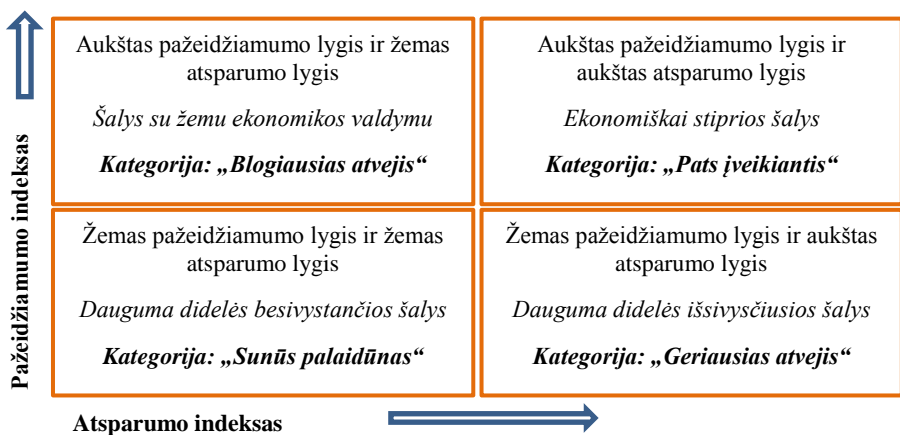 Pažeidžiamumo indeksas
Aukštas pažeidžiamumo lygis ir žemas
atsparumo lygis
Šalys su žemu ekonomikos valdymu
Kategorija: „Blogiausias atvejis“
Aukštas pažeidžiamumo lygis ir
aukštas atsparumo lygis
Ekonomiškai stiprios šalys
Kategorija: „Pats įveikiantis“
Žemas pažeidžiamumo lygis ir žemas
atsparumo lygis
Dauguma didelės besivystančios šalys
Kategorija: „Sunūs palaidūnas“
Žemas pažeidžiamumo lygis ir aukštas
atsparumo lygis
Dauguma didelės išsivysčiusios šalys
Kategorija: „Geriausias atvejis“
Atsparumo indeksas